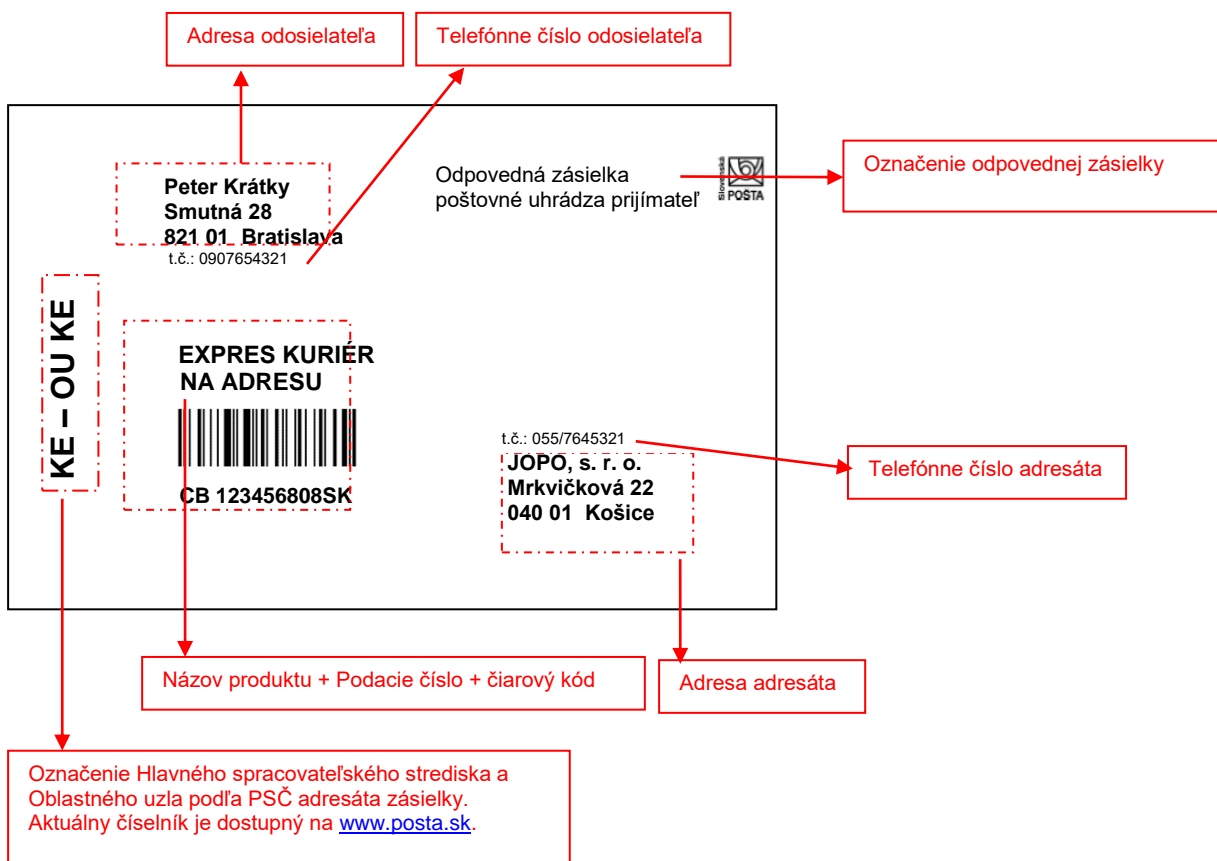 Adresa odosielateľa
Telefónne číslo odosielateľa
Peter Krátky
Smutná 28
821 01 Bratislava
t.č.: 0907654321
Odpovedná zásielka
poštovné uhrádza prijímateľ
Slovenská
POŠTA
Označenie odpovednej zásielky
KE – OU KE
EXPRES KURIÉR
NA ADRESU
CB 123456808SK
t.č.: 055/7645321
JOPO, s. r. o.
Mrkvičková 22
040 01 Košice
Telefónne číslo adresáta
Názov produktu + Podacie číslo + čiarový kód
Adresa adresáta
Označenie Hlavného spracovateľského strediska a
Oblastného uzla podľa PSČ adresáta zásielky.
Aktuálny číselník je dostupný na www.posta.sk.